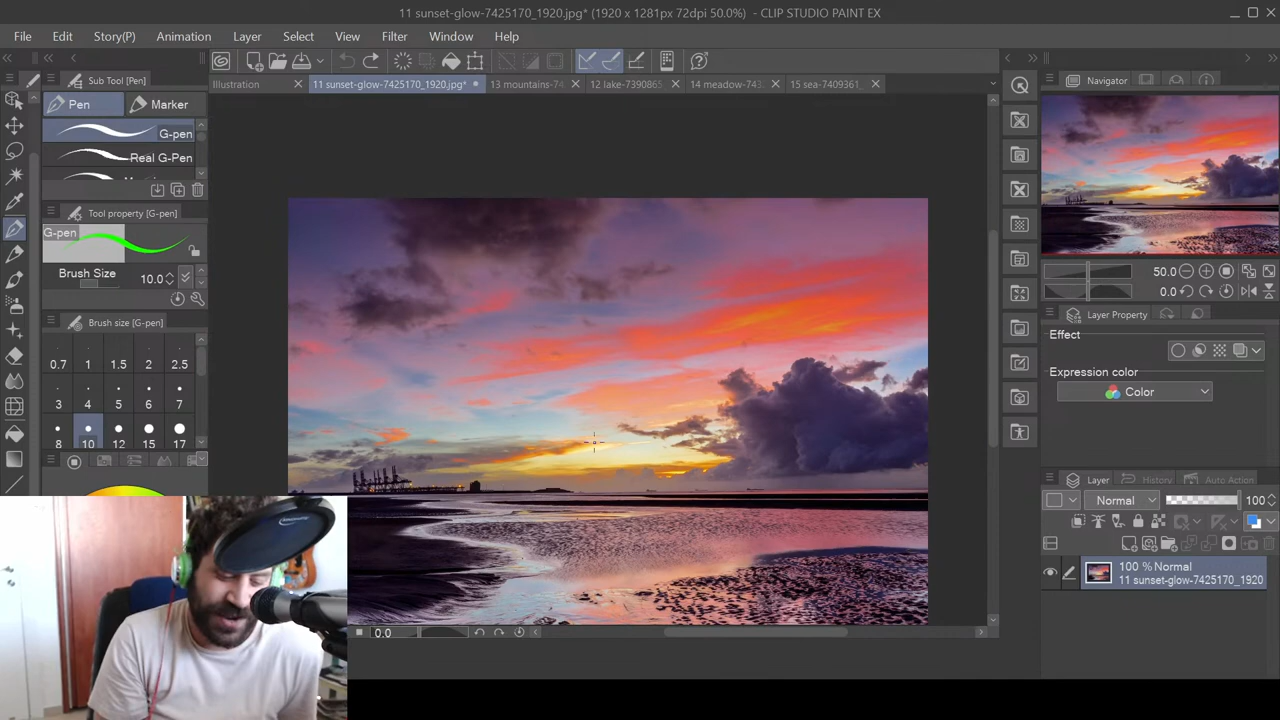 11 sunset-glow-7425170_1920.jpg* (1920 x 1281px 72dpi 50.0%) - CLIP STUDIO PAINT EX
File Edit Story(P) Animation Layer Select View Filter Window Help
Sub Tool [Pen]
Illustration 11 sunset-glow-7425170_1920.jpg* 13 mountains-74 12 lake-7390865 14 meadow-743 15 sea-7409361_
Navigator
Pen Marker
G-pen
Real G-Pen
Tool property [G-pen]
G-pen
Brush Size 10.0
Brush size [G-pen]
0.7 1 1.5 2 2.5
3 4 5 6 7
8 10 12 15 17
50.0
0.0
Layer Property
Effect
Expression color
Color
Layer History Auto Action
Normal 100
100 % Normal
11 sunset-glow-7425170_1920
0.0